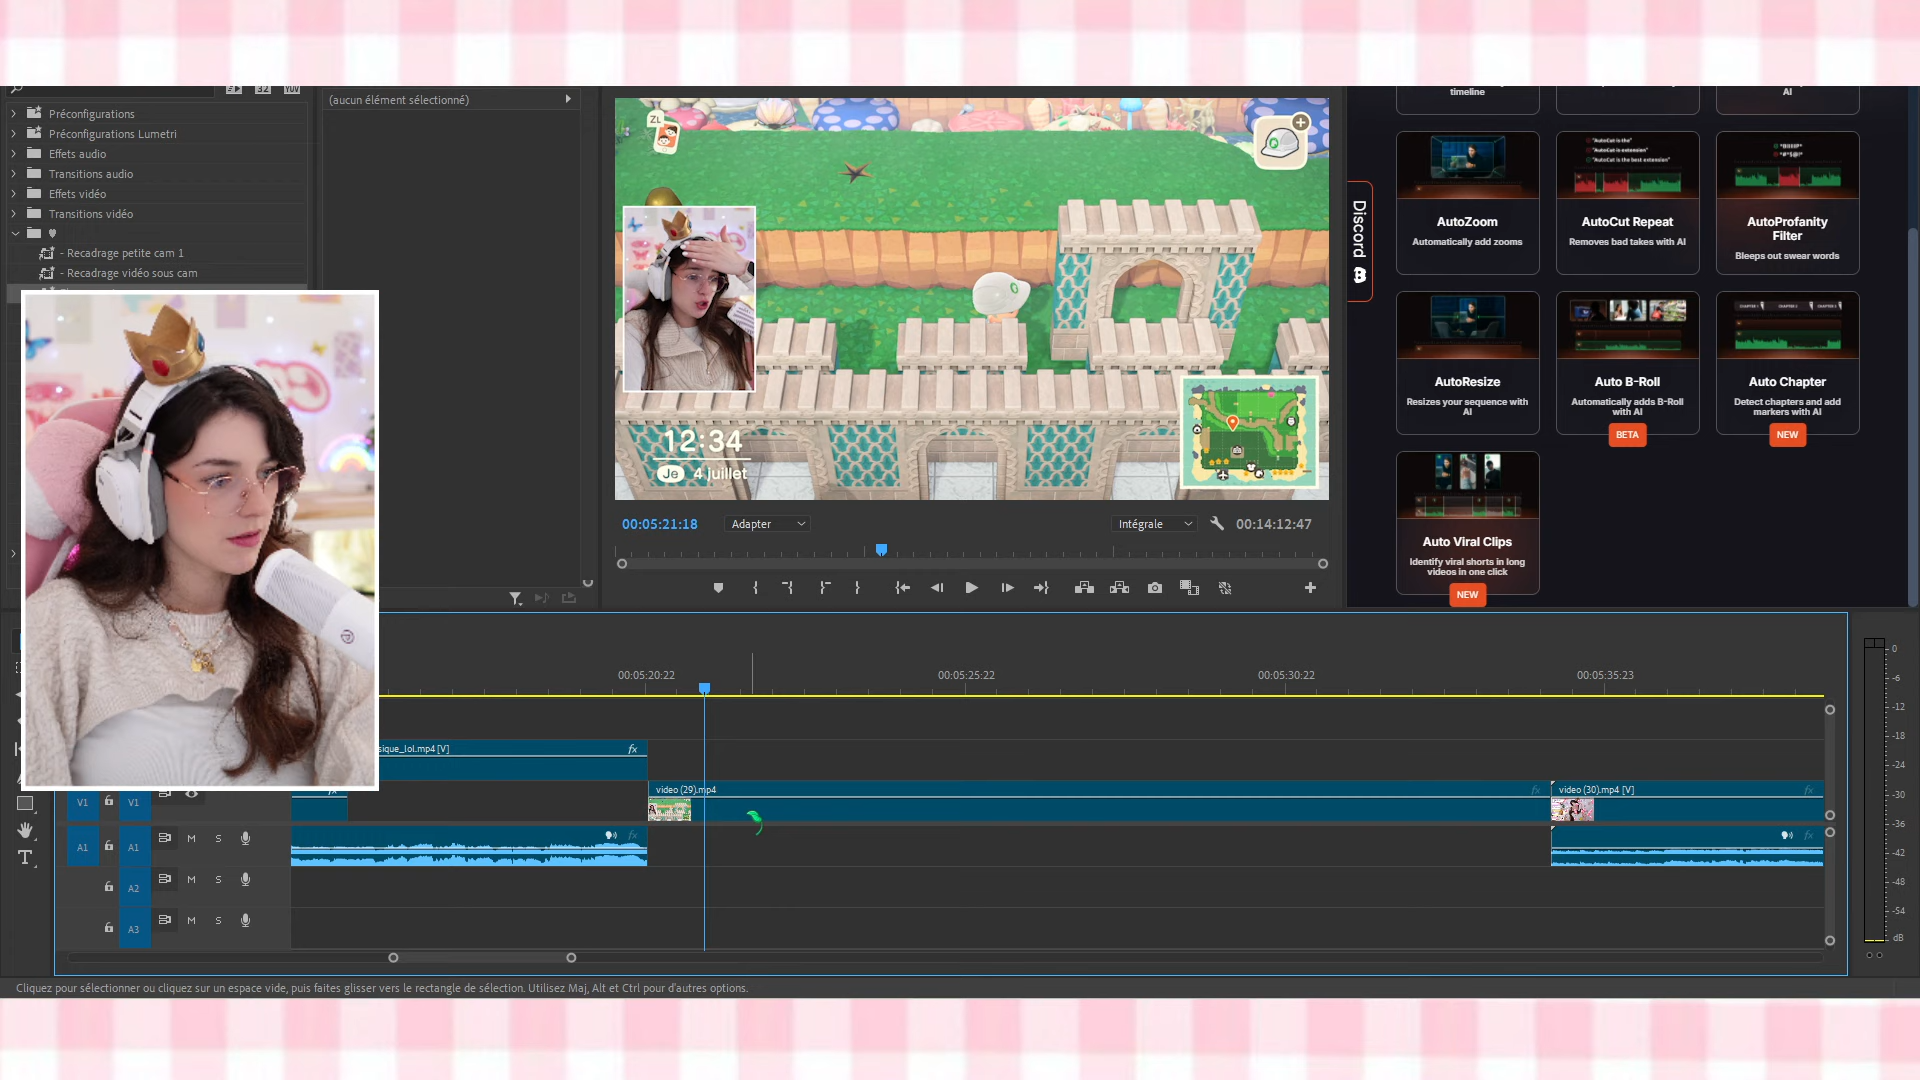 (aucun élément sélectionné)
Préconfigurations
Préconfigurations Lumetri
Effets audio
Transitions audio
Effets vidéo
Transitions vidéo
- Recadrage petite cam 1
- Recadrage vidéo sous cam
ZL
12:34
Je 4 juillet
00:05:21:18
Adapter
Intégrale
00:14:12:47
timeline
AI
Discord
AutoZoom
Automatically add zooms
AutoCut Repeat
Removes bad takes with AI
AutoProfanity
Filter
Bleeps out swear words
AutoResize
Resizes your sequence with
AI
Auto B-Roll
Automatically adds B-Roll
with AI
BETA
Auto Chapter
Detect chapters and add
markers with AI
NEW
Auto Viral Clips
Identify viral shorts in long
videos in one click
NEW
00:05:20:22
00:05:25:22
00:05:30:22
00:05:35:23
sique_lol.mp4 [V]
fx
video (29).mp4
fx
video (30).mp4 [V]
fx
V1
V1
fx
A1
A1
M
S
fx
fx
A2
M
S
A3
M
S
0
-6
-12
-18
-24
-30
-36
-42
-48
-54
dB
Cliquez pour sélectionner ou cliquez sur un espace vide, puis faites glisser vers le rectangle de sélection. Utilisez Maj, Alt et Ctrl pour d'autres options.